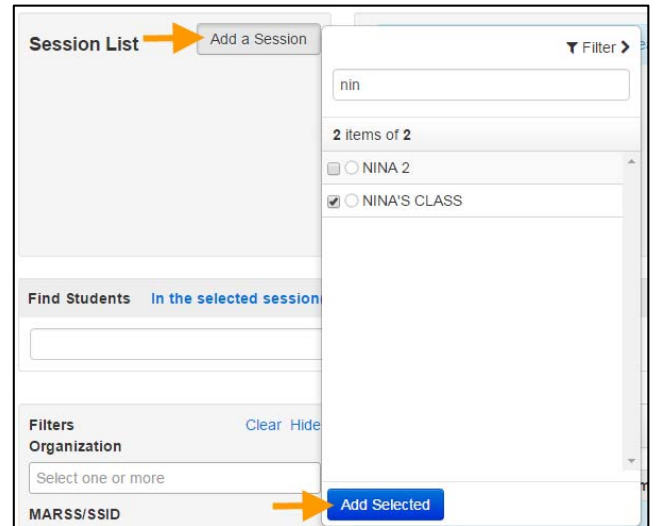 Session List
Add a Session
Filter
nin
2 items of 2
NINA 2
NINA'S CLASS
Find Students In the selected session
Filters Clear Hide
Organization
Select one or more
MARSS/SSID
Add Selected